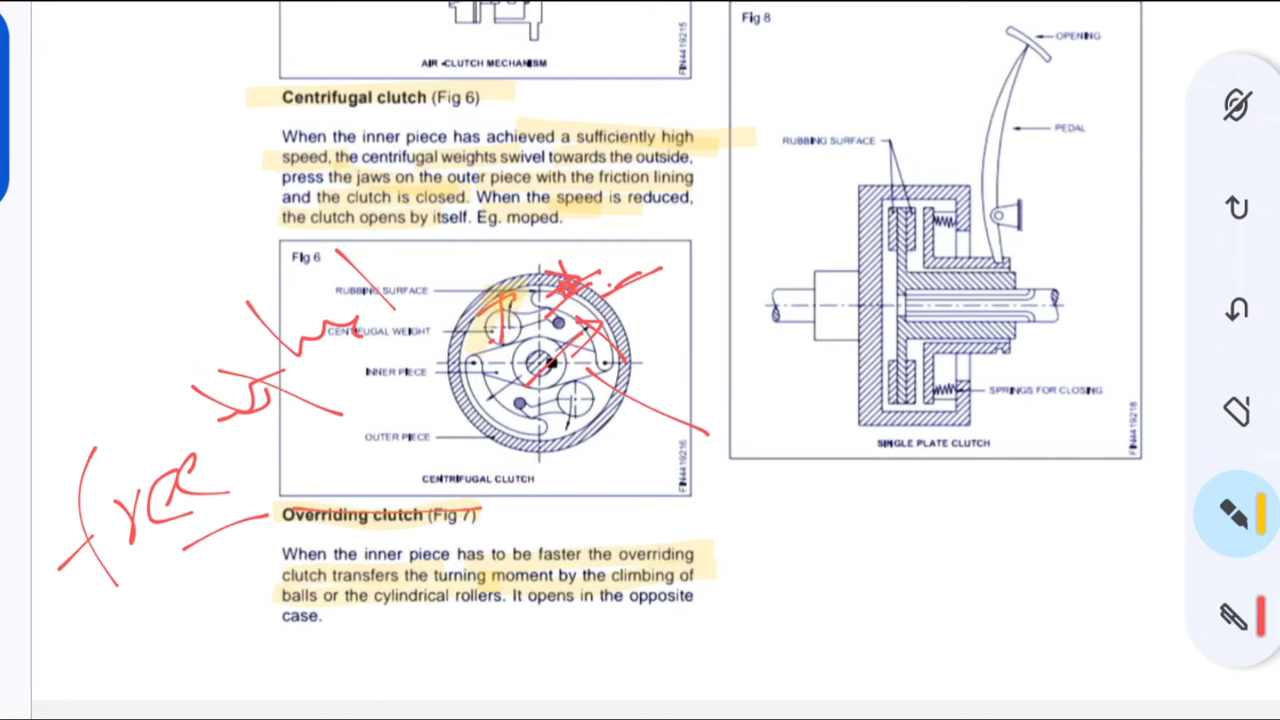 AIR -CLUTCH MECHANISM
FIN4419215
Centrifugal clutch (Fig 6)
When the inner piece has achieved a sufficiently high
speed, the centrifugal weights swivel towards the outside,
press the jaws on the outer piece with the friction lining
and the clutch is closed. When the speed is reduced,
the clutch opens by itself. Eg. moped.
Fig 6
RUBBING SURFACE
CENTRIFUGAL WEIGHT
INNER PIECE
OUTER PIECE
CENTRIFUGAL CLUTCH
FIN4419216
free
Overriding clutch (Fig 7)
When the inner piece has to be faster the overriding
clutch transfers the turning moment by the climbing of
balls or the cylindrical rollers. It opens in the opposite
case.
Fig 8
OPENING
PEDAL
RUBBING SURFACE
SPRINGS FOR CLOSING
SINGLE PLATE CLUTCH
FIN4419218